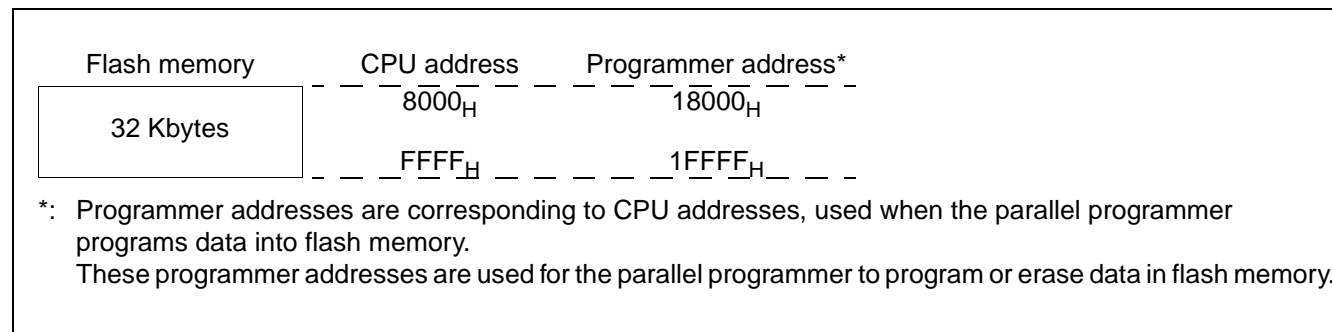 Flash memory CPU address Programmer address*
8000H 18000H
32 Kbytes
FFFFH 1FFFFH
*: Programmer addresses are corresponding to CPU addresses, used when the parallel programmer
programs data into flash memory.
These programmer addresses are used for the parallel programmer to program or erase data in flash memory.